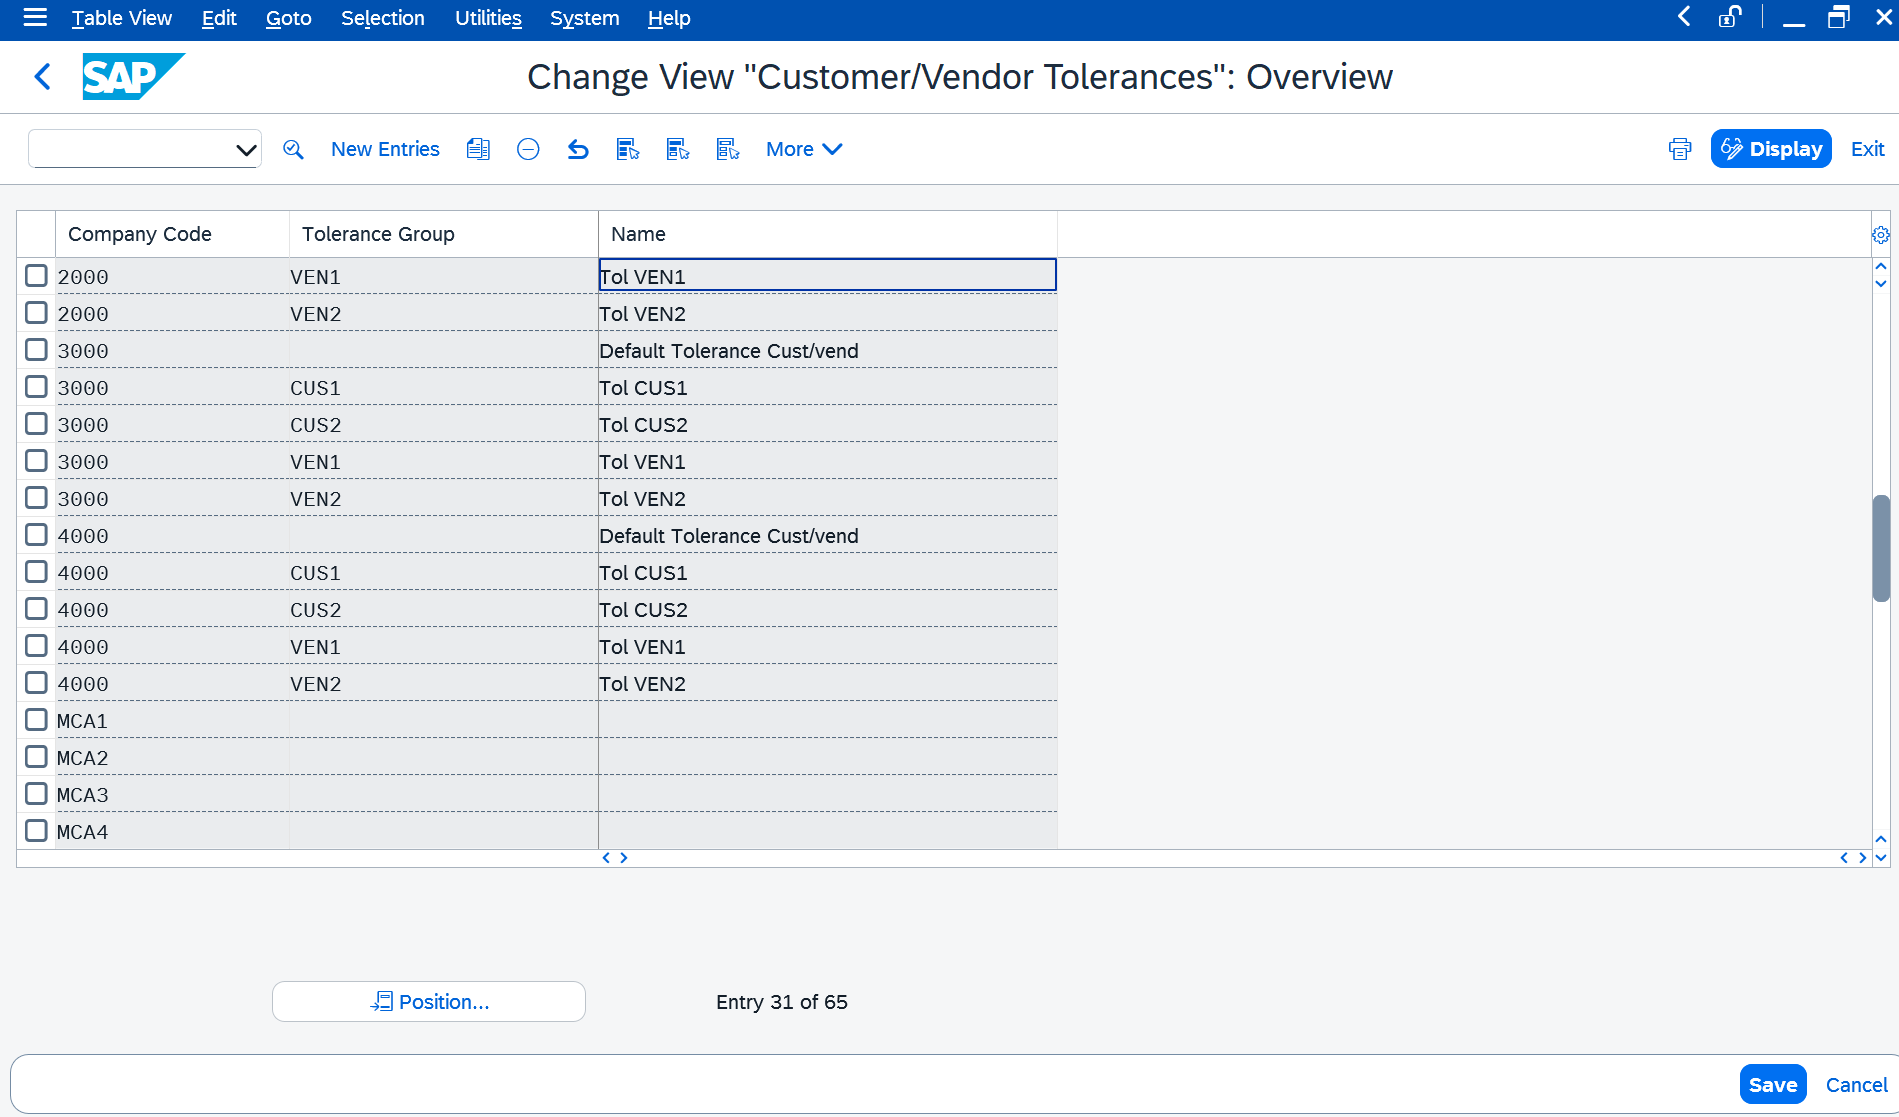 Table View Edit Goto Selection Utilities System Help
SAP Change View "Customer/Vendor Tolerances": Overview
New Entries More Display Exit
Company Code Tolerance Group Name
2000 VEN1 Tol VEN1
2000 VEN2 Tol VEN2
3000 Default Tolerance Cust/vend
3000 CUS1 Tol CUS1
3000 CUS2 Tol CUS2
3000 VEN1 Tol VEN1
3000 VEN2 Tol VEN2
4000 Default Tolerance Cust/vend
4000 CUS1 Tol CUS1
4000 CUS2 Tol CUS2
4000 VEN1 Tol VEN1
4000 VEN2 Tol VEN2
MCA1
MCA2
MCA3
MCA4
Position... Entry 31 of 65
Save Cancel